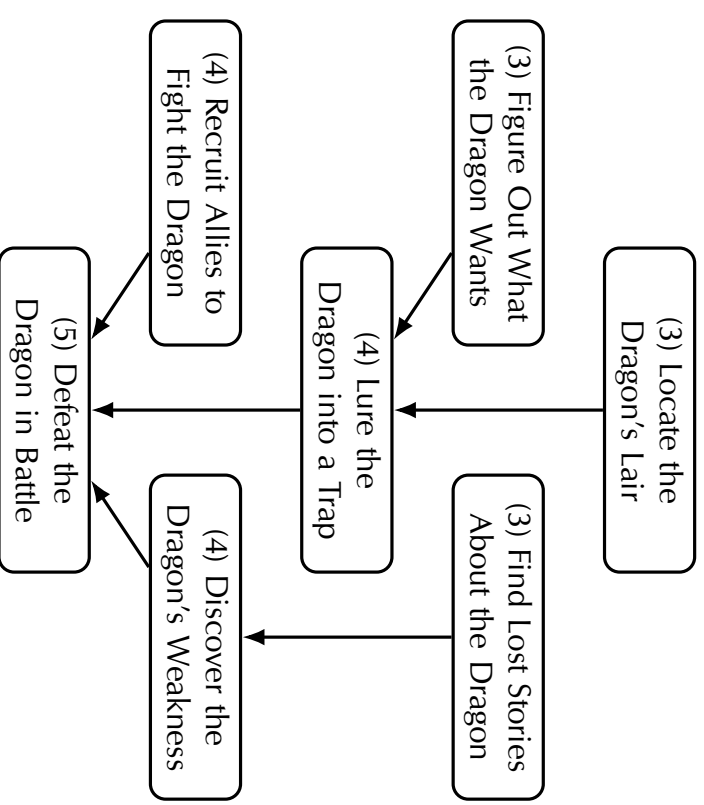 (3) Locate the
Dragon's Lair
(3) Figure Out What
the Dragon Wants
(3) Find Lost Stories
About the Dragon
(4) Lure the
Dragon into a Trap
(4) Recruit Allies to
Fight the Dragon
(4) Discover the
Dragon's Weakness
(5) Defeat the
Dragon in Battle